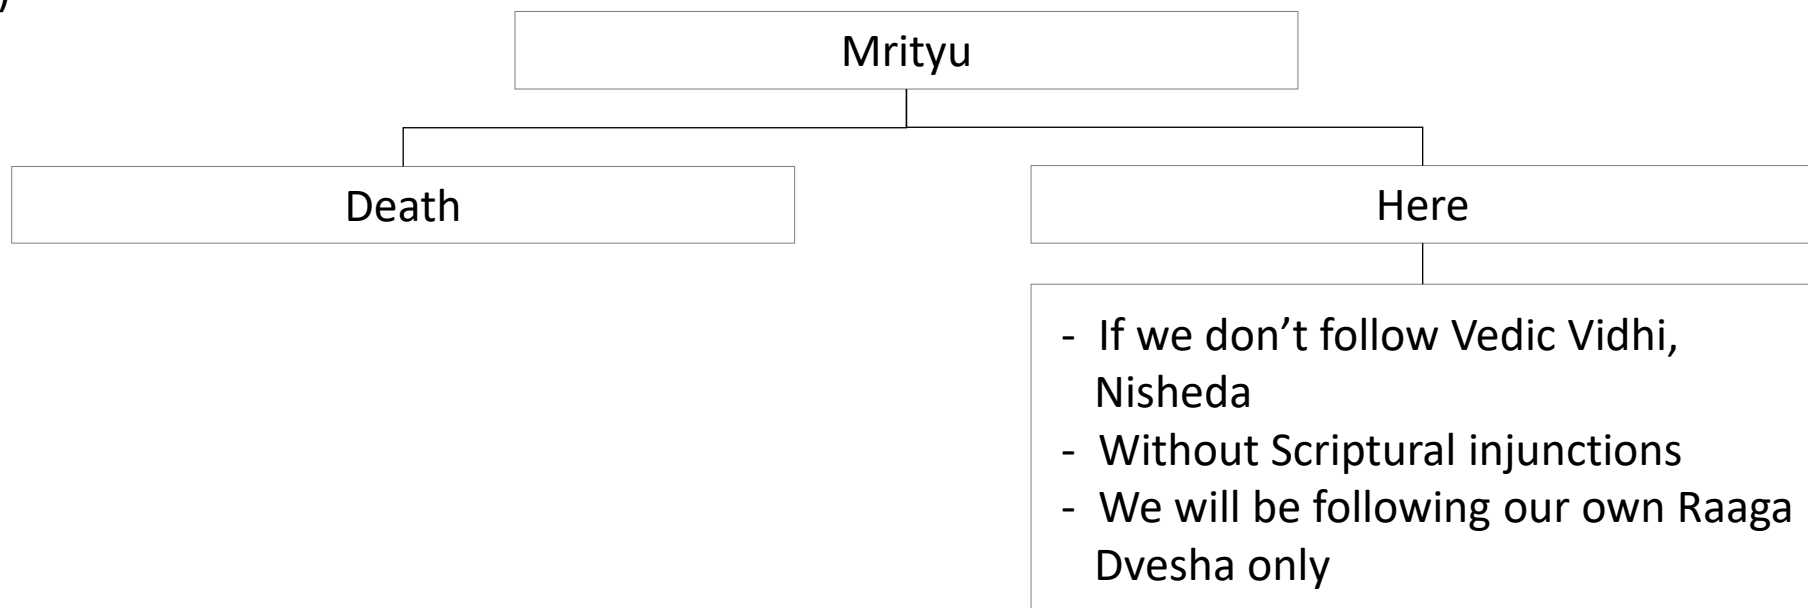 )
Mrityu
Death
Here
- If we don’t follow Vedic Vidhi,
Nisheda
- Without Scriptural injunctions
- We will be following our own Raaga
Dvesha only